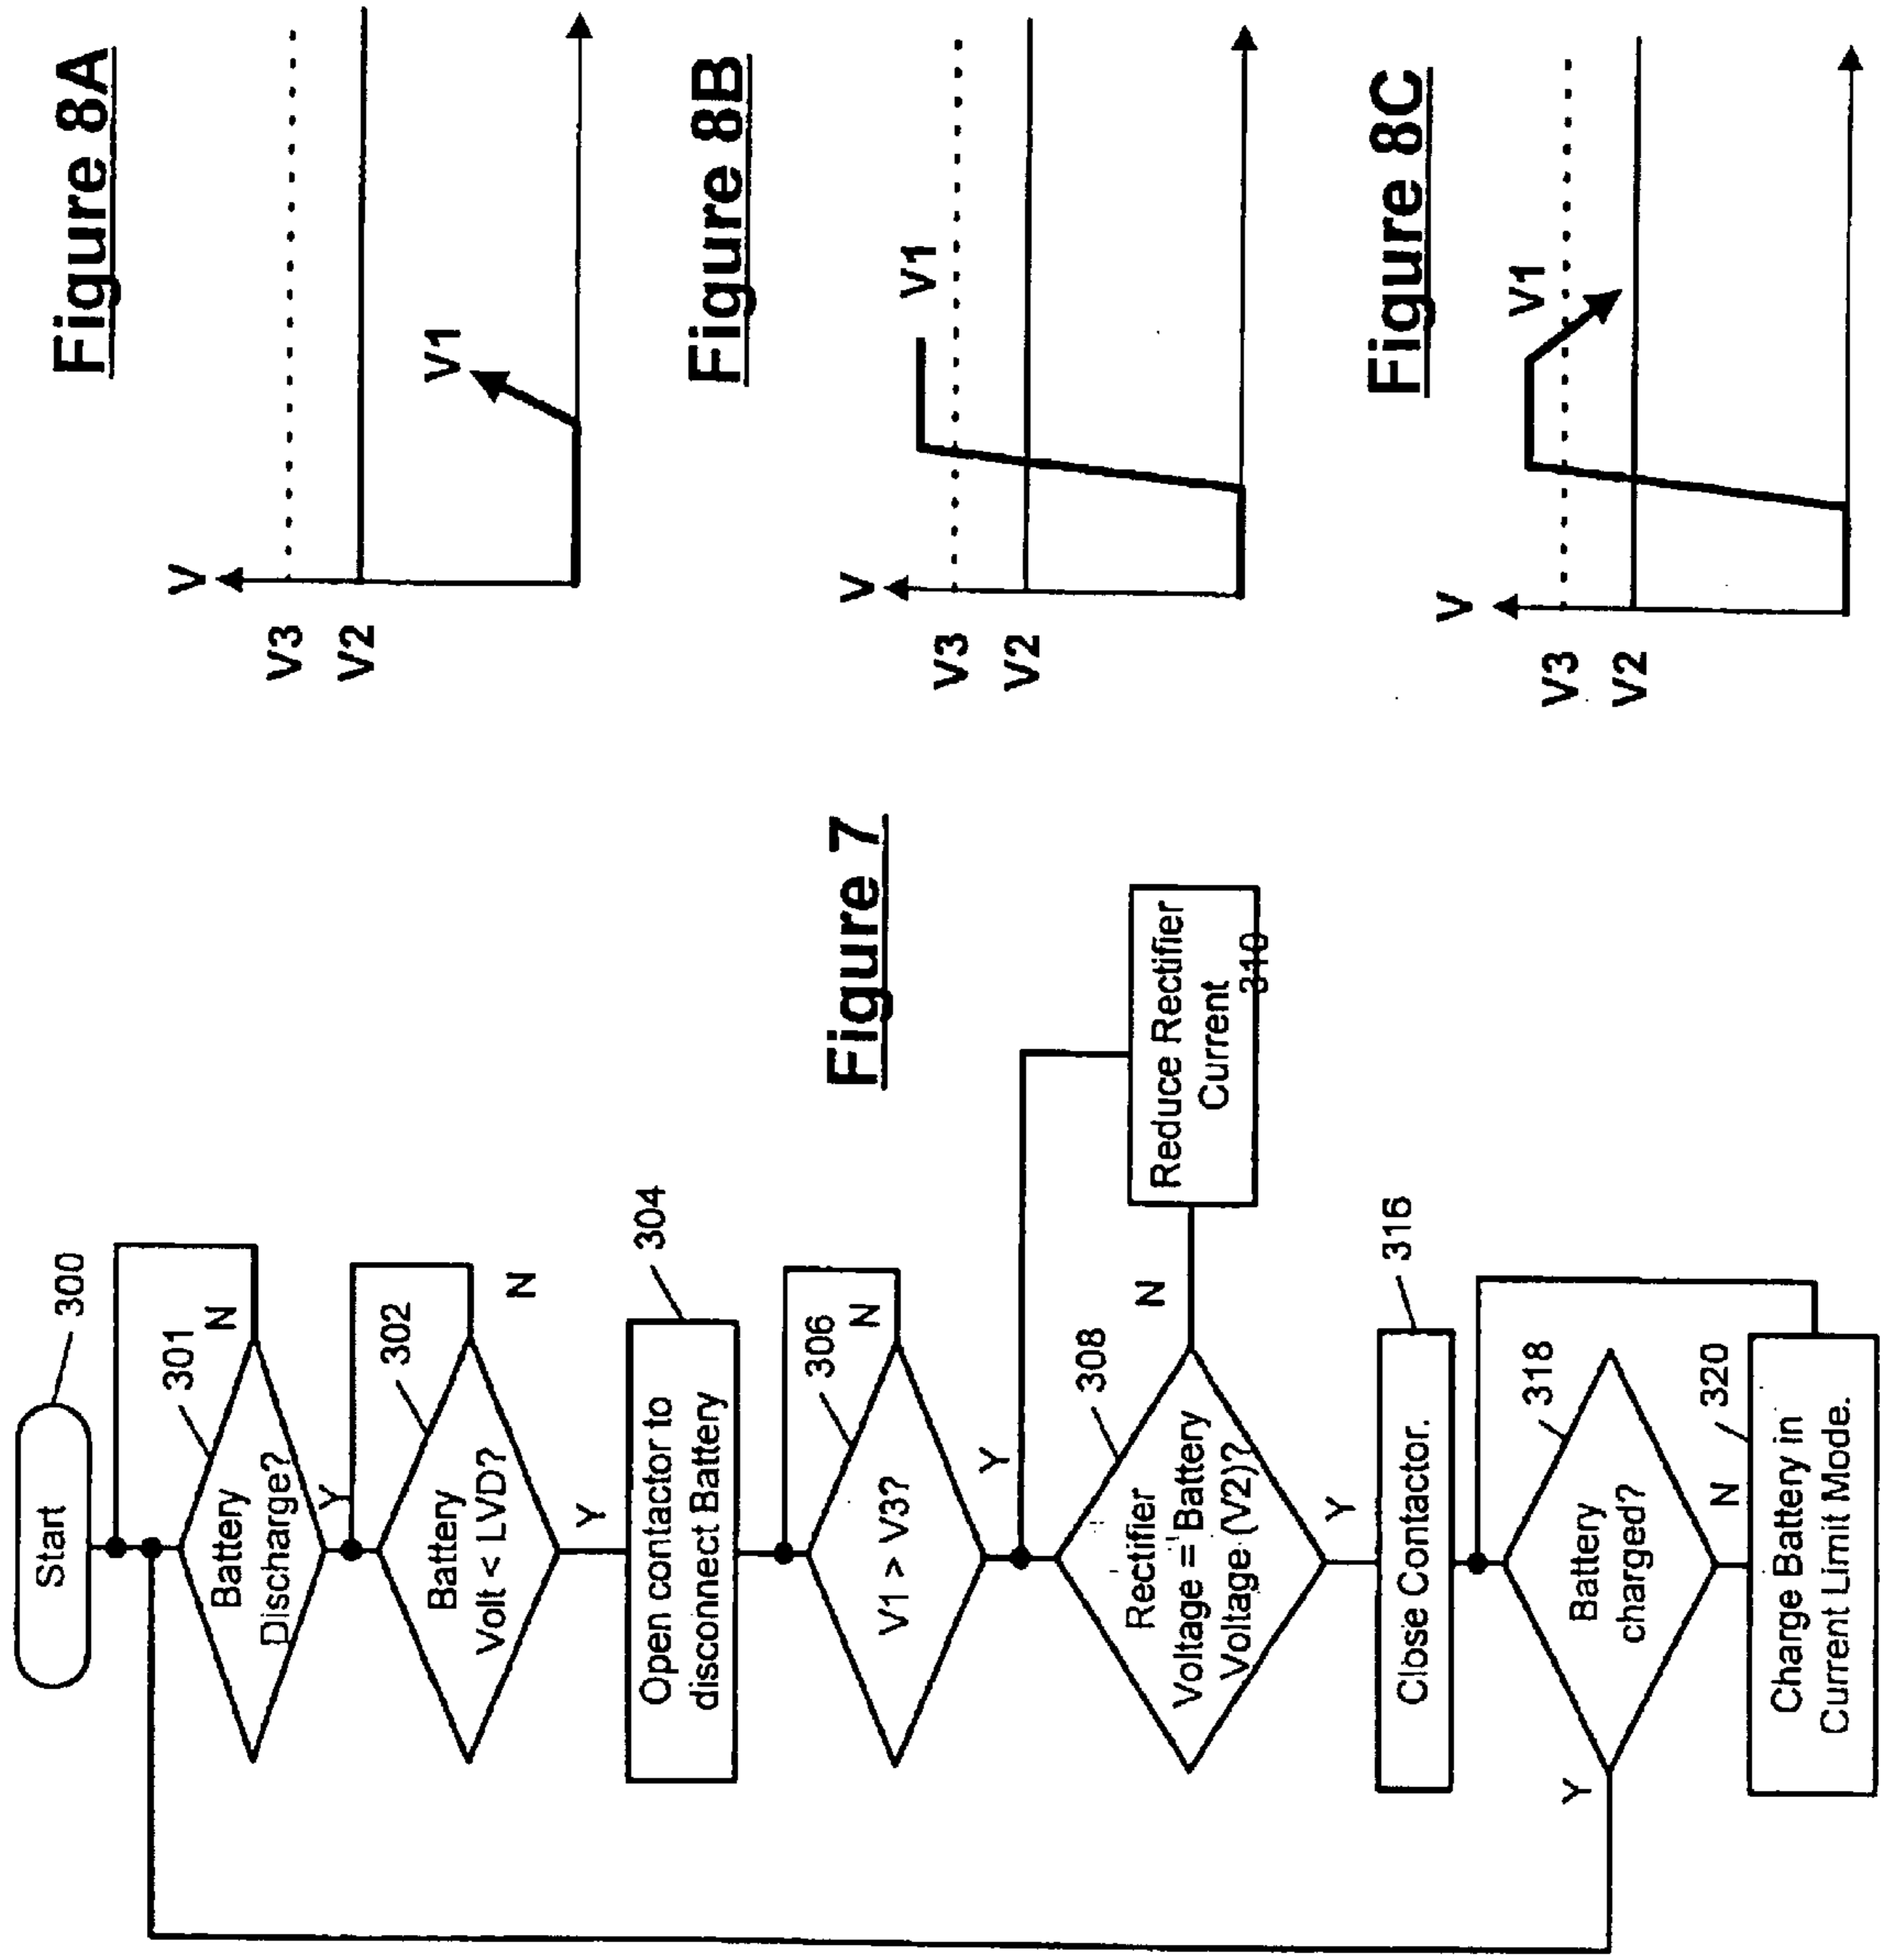 Start
300
301
Battery
Discharge?
N
Y
302
Battery
Volt < LVD?
N
Y
304
Open contactor to
disconnect Battery
306
V1 > V3?
N
Y
308
Rectifier
Voltage = Battery
Voltage (V2)?
N
Reduce Rectifier
Current
310
Y
316
Close Contactor.
318
Battery
charged?
Y
N
320
Charge Battery in
Current Limit Mode.
Figure 7
Figure 8A
V
V3
V2
V1
Figure 8B
V
V3
V2
V1
Figure 8C
V
V3
V2
V1